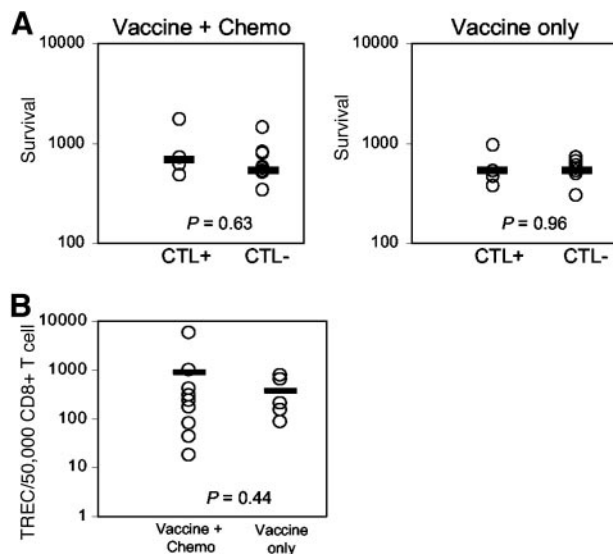 A
Vaccine + Chemo
Vaccine only
Survival
10000
1000
100
P = 0.63
CTL+ CTL-
Survival
10000
1000
100
P = 0.96
CTL+ CTL-
B
TREC/50,000 CD8+ T cell
10000
1000
100
10
1
P = 0.44
Vaccine +
Chemo
Vaccine
only